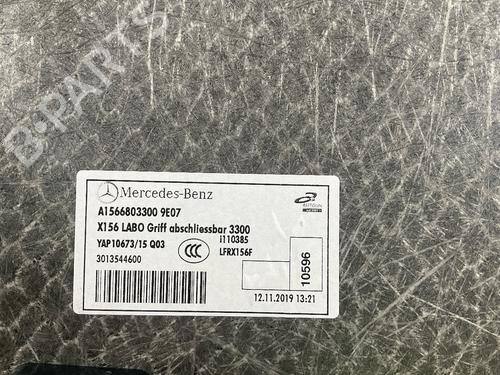 B-PARTS
Mercedes-Benz
A1566803300 9E07
X156 LABO Griff abschliessbar 3300
YAP10673/15 Q03
i110385
3013544600
CCC
LFRX156F
10596
12.11.2019 13:21